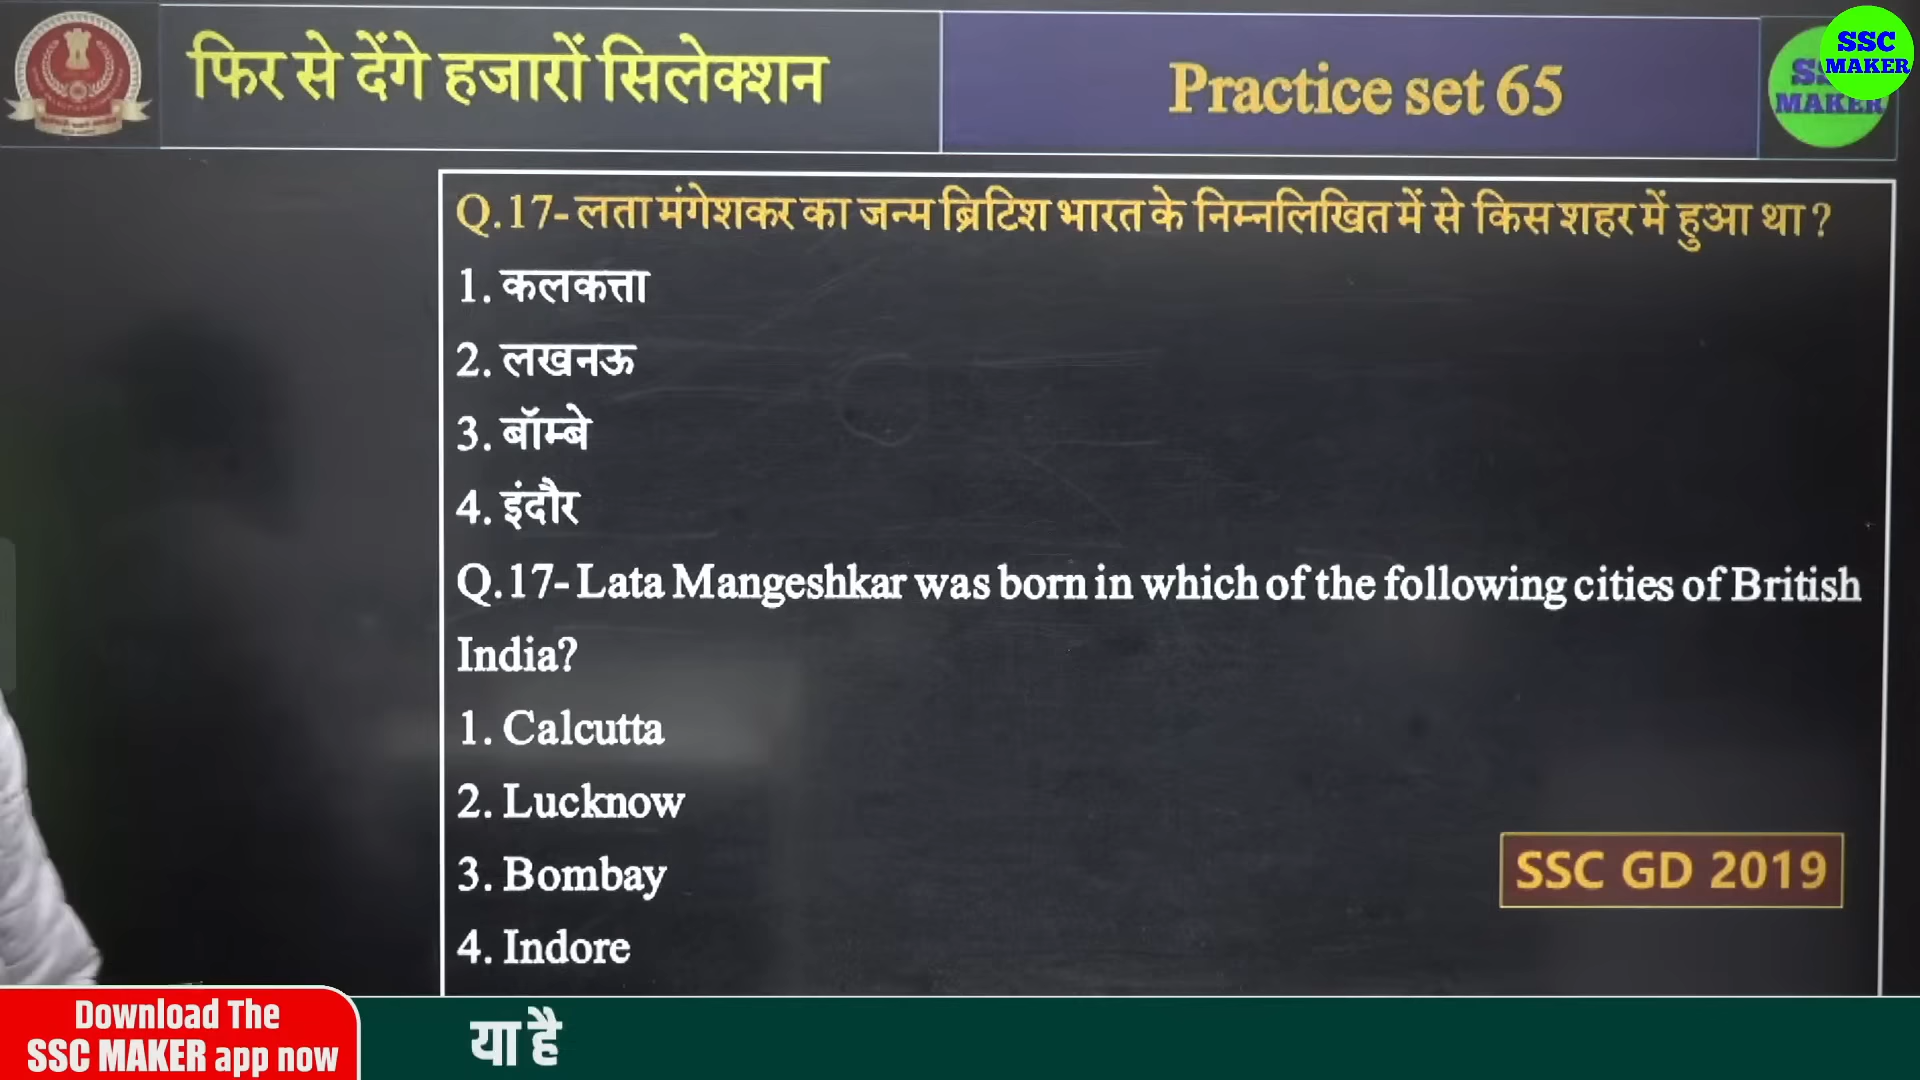 फिर से देंगे हजारों सिलेक्शन
Practice set 65
SSC
MAKER
MAKER
Q.17- लता मंगेशकर का जन्म ब्रिटिश भारत के निम्नलिखित में से किस शहर में हुआ था ?
1. कलकत्ता
2. लखनऊ
3. बॉम्बे
4. इंदौर
Q.17- Lata Mangeshkar was born in which of the following cities of British
India?
1. Calcutta
2. Lucknow
3. Bombay
4. Indore
SSC GD 2019
Download The
SSC MAKER app now
या है